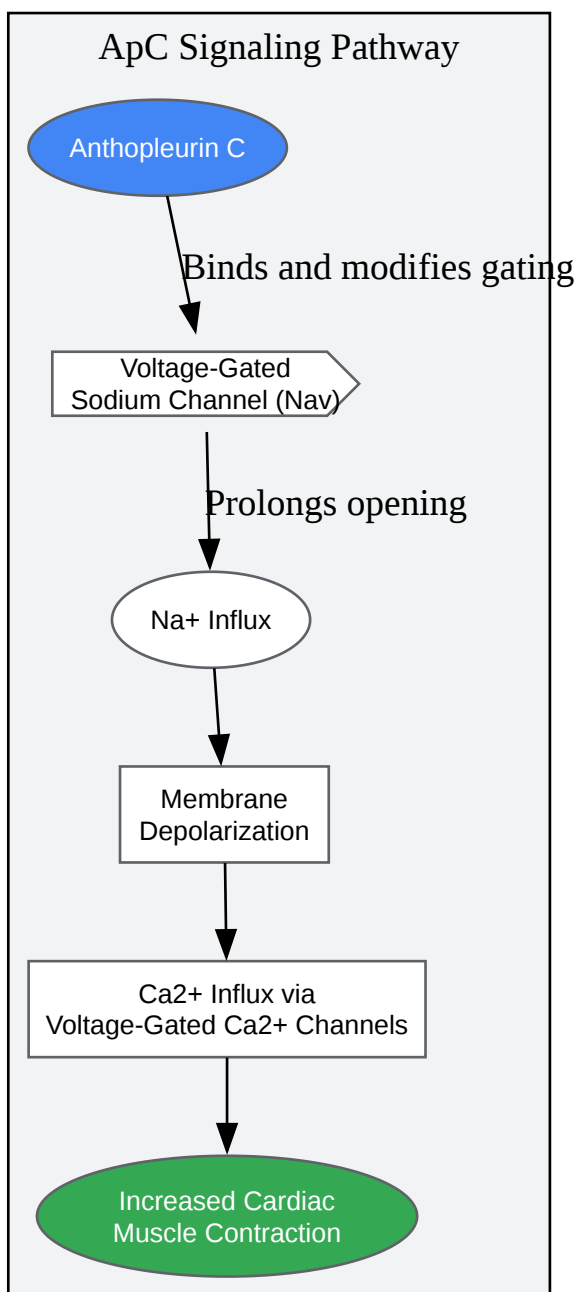 ApC Signaling Pathway
Anthopleurin C
Binds and modifies gating
Voltage-Gated
Sodium Channel (Nav)
Prolongs opening
Na+ Influx
Membrane
Depolarization
Ca2+ Influx via
Voltage-Gated Ca2+ Channels
Increased Cardiac
Muscle Contraction